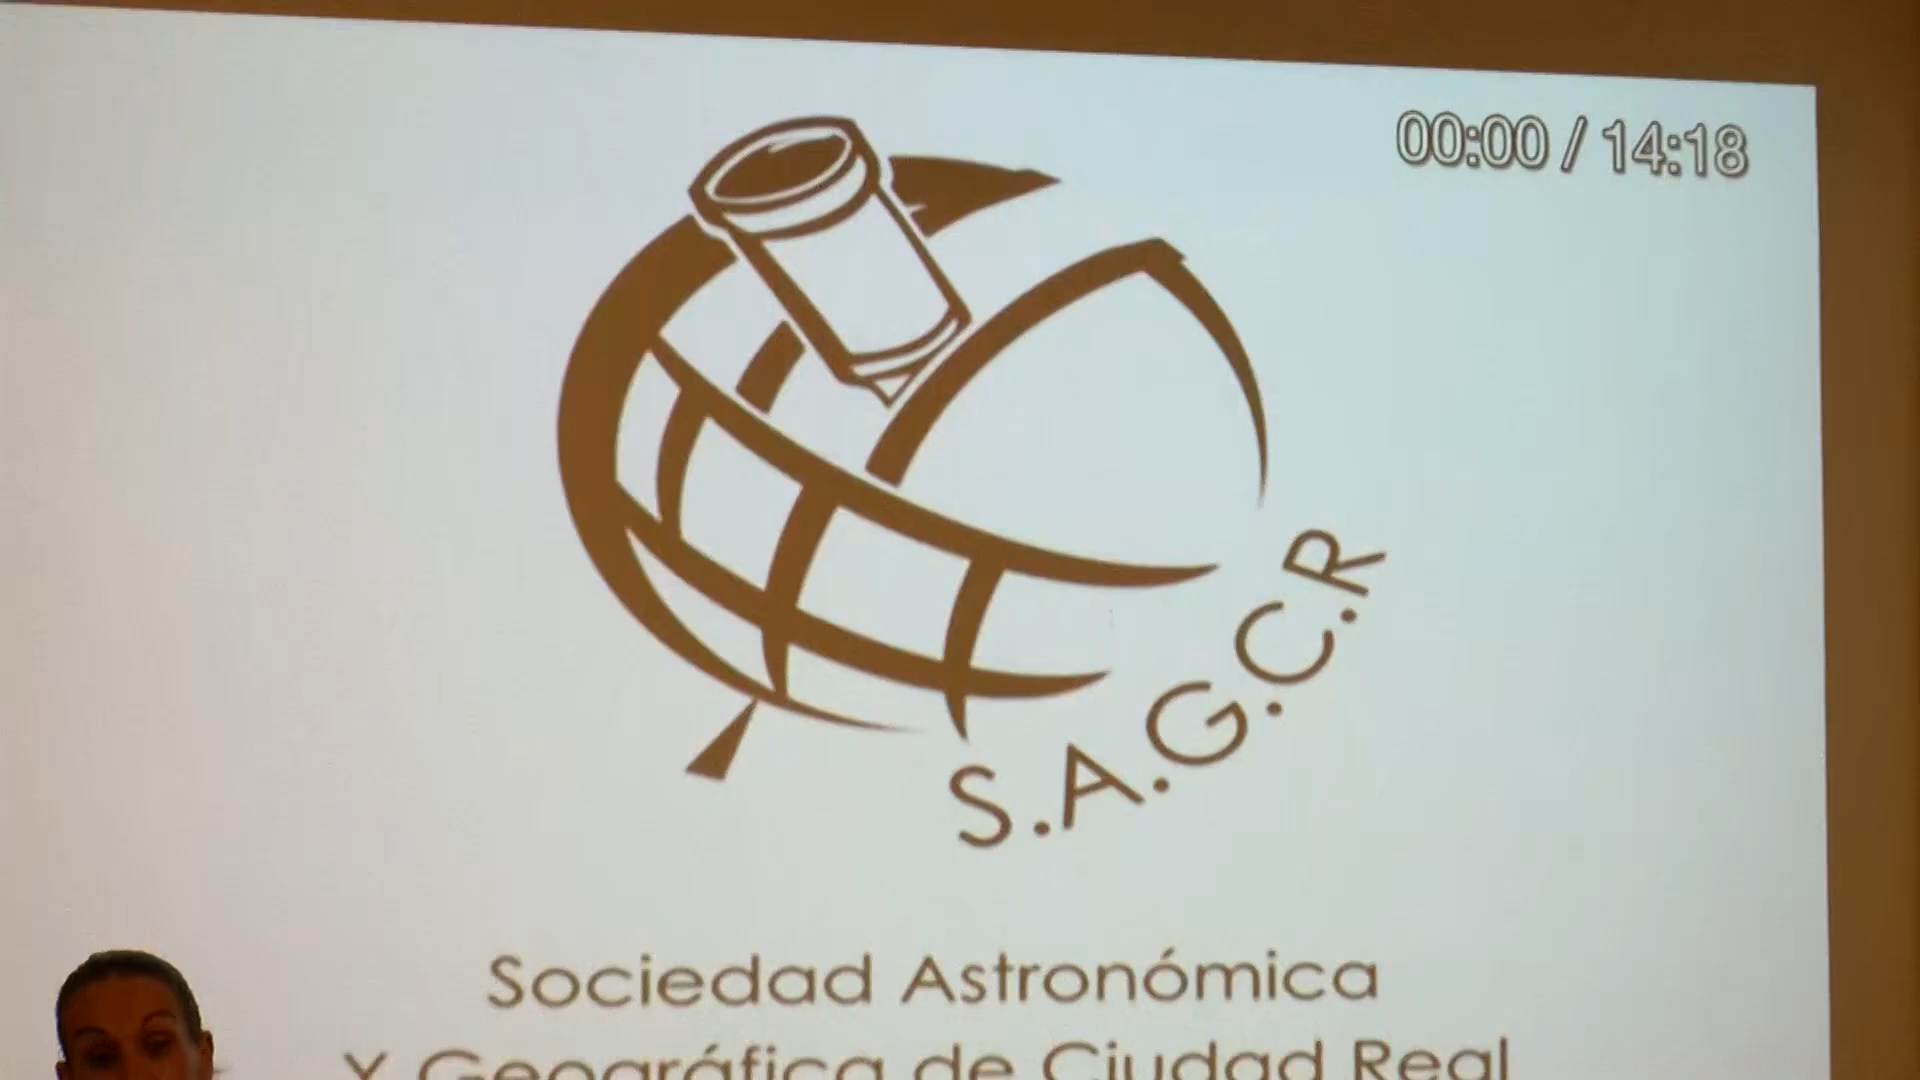 00:00 / 14:18
S.A.G.C.R
Sociedad Astronómica
Y Geográfica de Ciudad Real